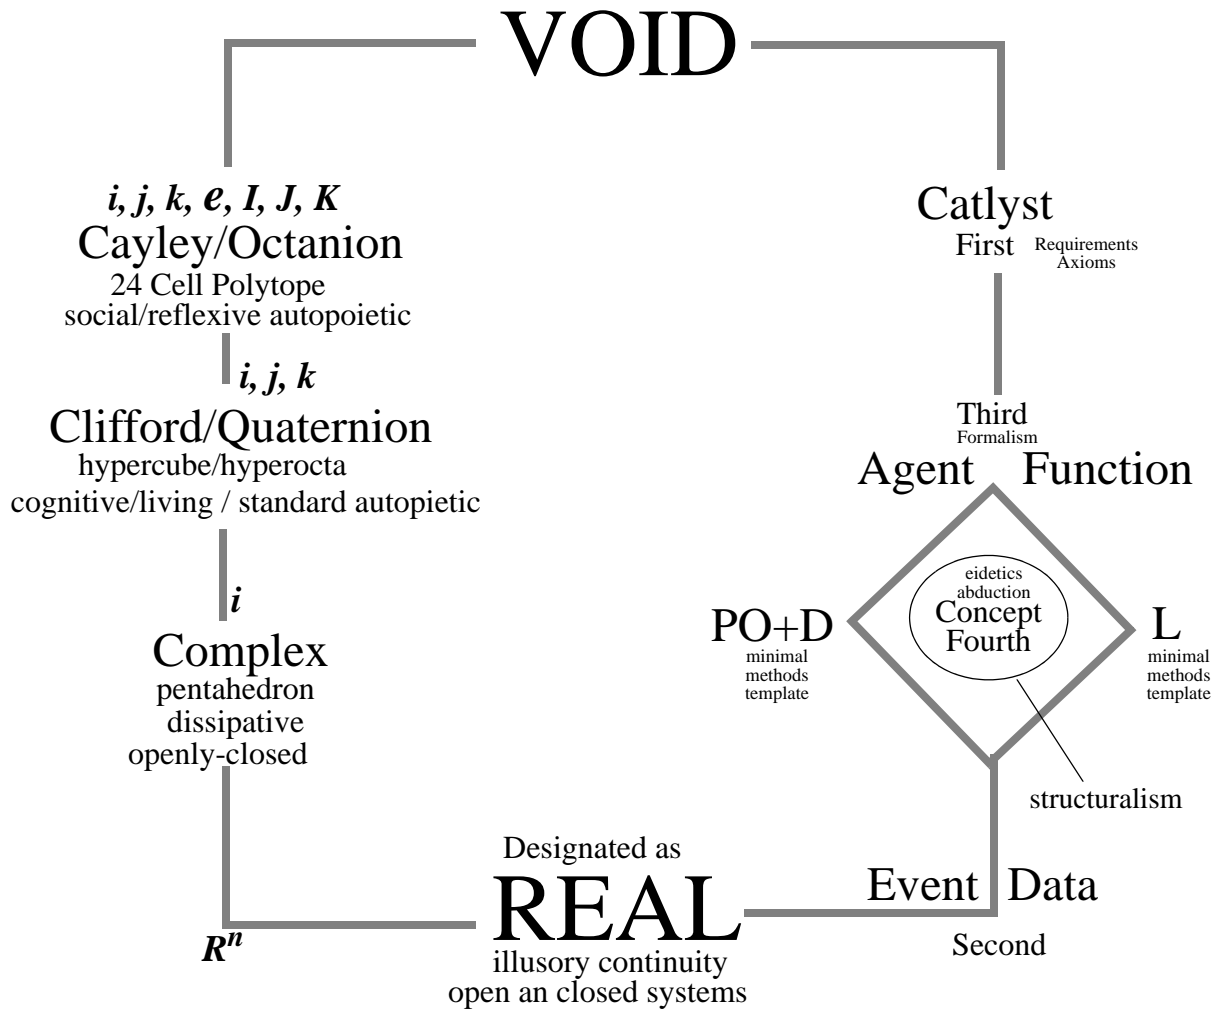 VOID
i, j, k, e, I, J, K
Cayley/Octanion
24 Cell Polytope
social/reflexive autopoietic
i, j, k
Clifford/Quaternion
hypercube/hyperocta
cognitive/living / standard autopietic
i
Complex
pentahedron
dissipative
openly-closed
Rⁿ
Designated as
REAL
illusory continuity
open an closed systems
Catlyst
First
Requirements
Axioms
Third
Formalism
Agent Function
eidetics
abduction
Concept
Fourth
PO+D
minimal
methods
template
L
minimal
methods
template
structuralism
Event Data
Second